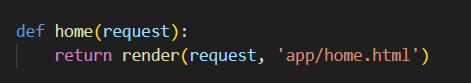 def home(request):
    return render(request, 'app/home.html')